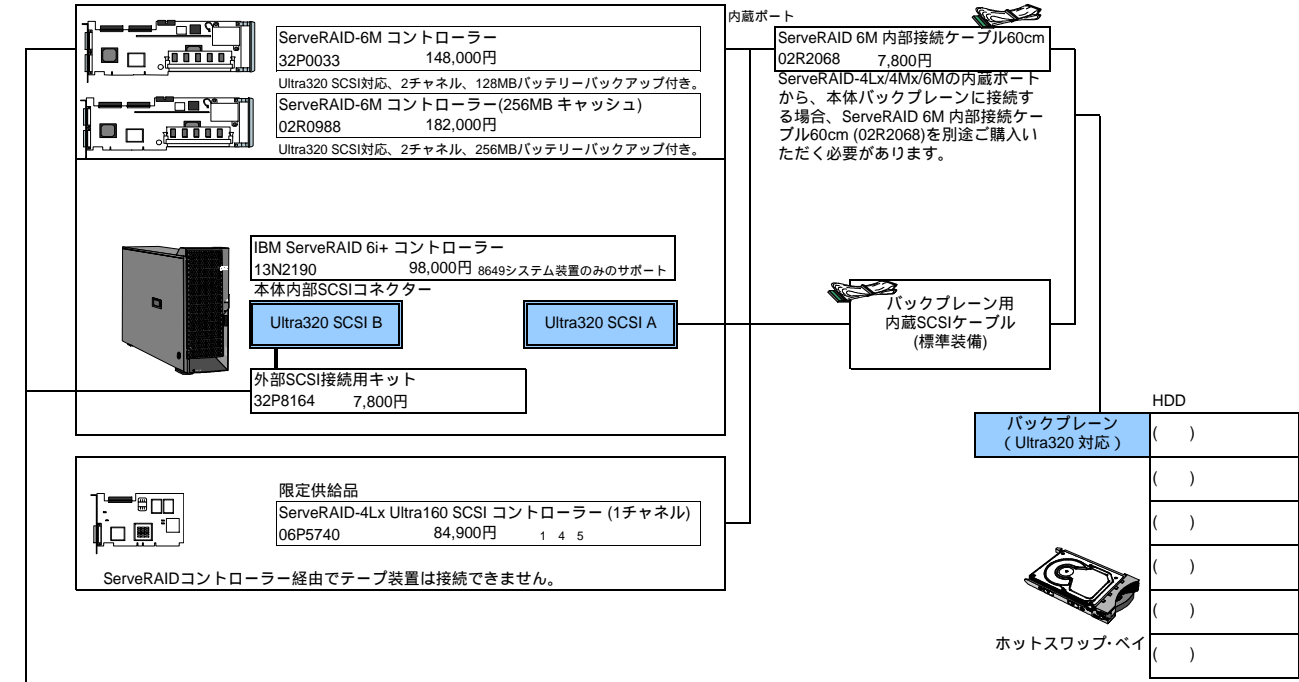 内蔵ポート
ServeRAID-6M コントローラー
32P0033 148,000円
Ultra320 SCSI対応、2チャネル、128MBバッテリーバックアップ付き。
ServeRAID-6M コントローラー(256MB キャッシュ)
02R0988 182,000円
Ultra320 SCSI対応、2チャネル、256MBバッテリーバックアップ付き。
ServeRAID 6M 内部接続ケーブル60cm
02R2068 7,800円
ServeRAID-4Lx/4Mx/6Mの内蔵ポート
から、本体バックプレーンに接続す
る場合、ServeRAID 6M 内部接続ケー
ブル60cm (02R2068)を別途ご購入い
ただく必要があります。
IBM ServeRAID 6i+ コントローラー
13N2190 98,000円 8649システム装置のみのサポート
本体内部SCSIコネクター
Ultra320 SCSI B
Ultra320 SCSI A
バックプレーン用
内蔵SCSIケーブル
(標準装備)
外部SCSI接続用キット
32P8164 7,800円
HDD
バックプレーン
( Ultra320 対応 )
( )
( )
( )
( )
( )
( )
ホットスワップ・ベイ
限定供給品
ServeRAID-4Lx Ultra160 SCSI コントローラー (1チャネル)
06P5740 84,900円 1 4 5
ServeRAIDコントローラー経由でテープ装置は接続できません。